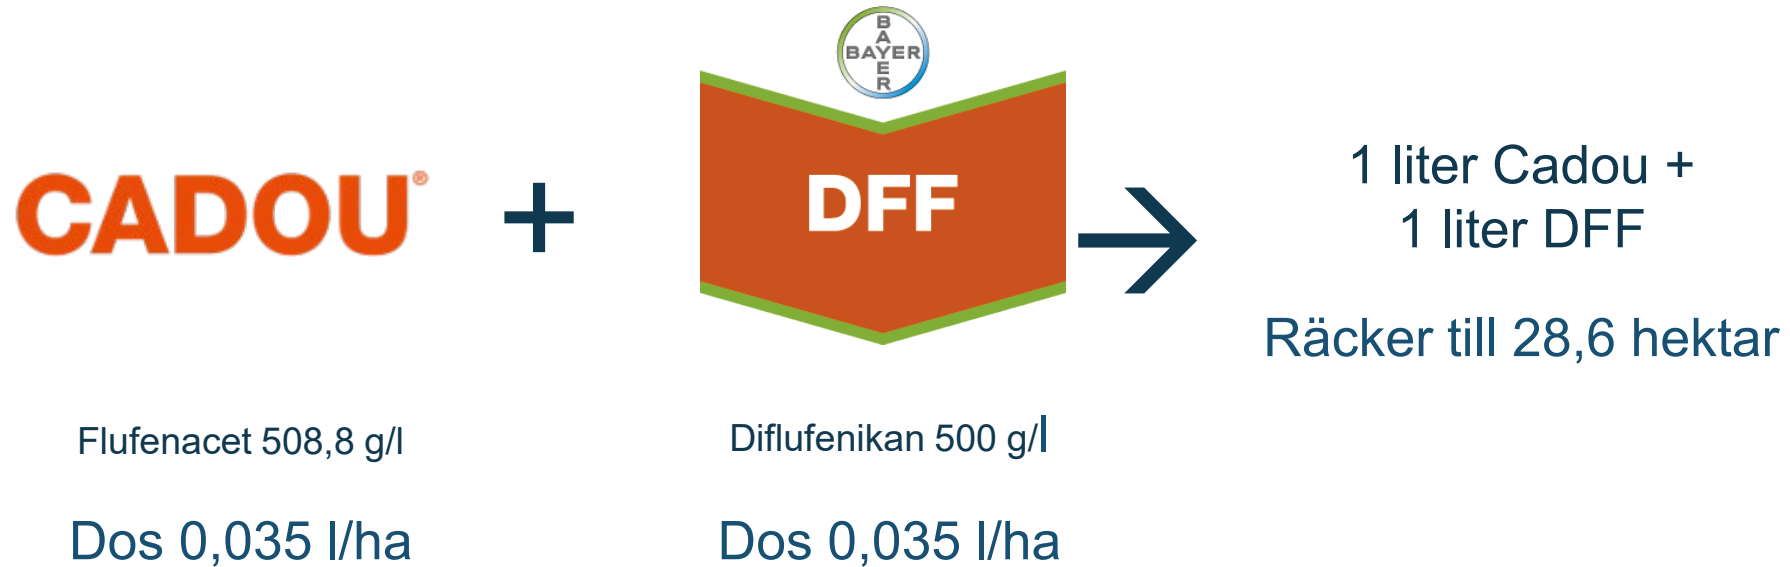 BAYER
BAYER
CADOU®
+
DFF
1 liter Cadou +
1 liter DFF
Räcker till 28,6 hektar
Flufenacet 508,8 g/l
Diflufenikan 500 g/l
Dos 0,035 l/ha
Dos 0,035 l/ha